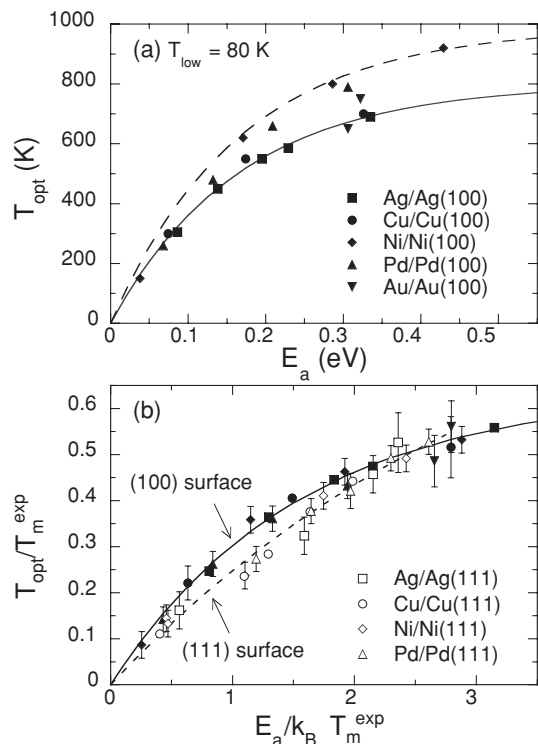 (a) T_low = 80 K
1000
800
600
400
200
0
T_opt (K)
Ag/Ag(100)
Cu/Cu(100)
Ni/Ni(100)
Pd/Pd(100)
Au/Au(100)
0.0 0.1 0.2 0.3 0.4 0.5
E_a (eV)
(b)
0.6
0.5
0.4
0.3
0.2
0.1
0.0
T_opt/T_m^exp
(100) surface
(111) surface
Ag/Ag(111)
Cu/Cu(111)
Ni/Ni(111)
Pd/Pd(111)
0 1 2 3
E_a/k_B T_m^exp